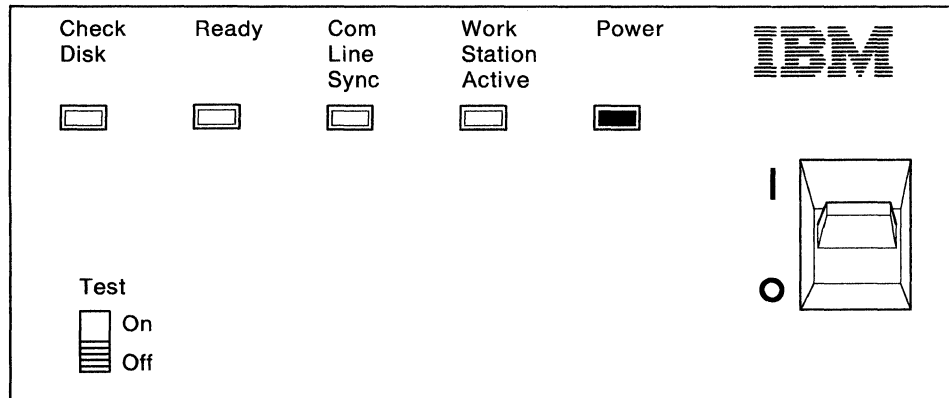 Check
Disk
Ready
Com
Line
Sync
Work
Station
Active
Power
IBM
I
O
Test
On
Off